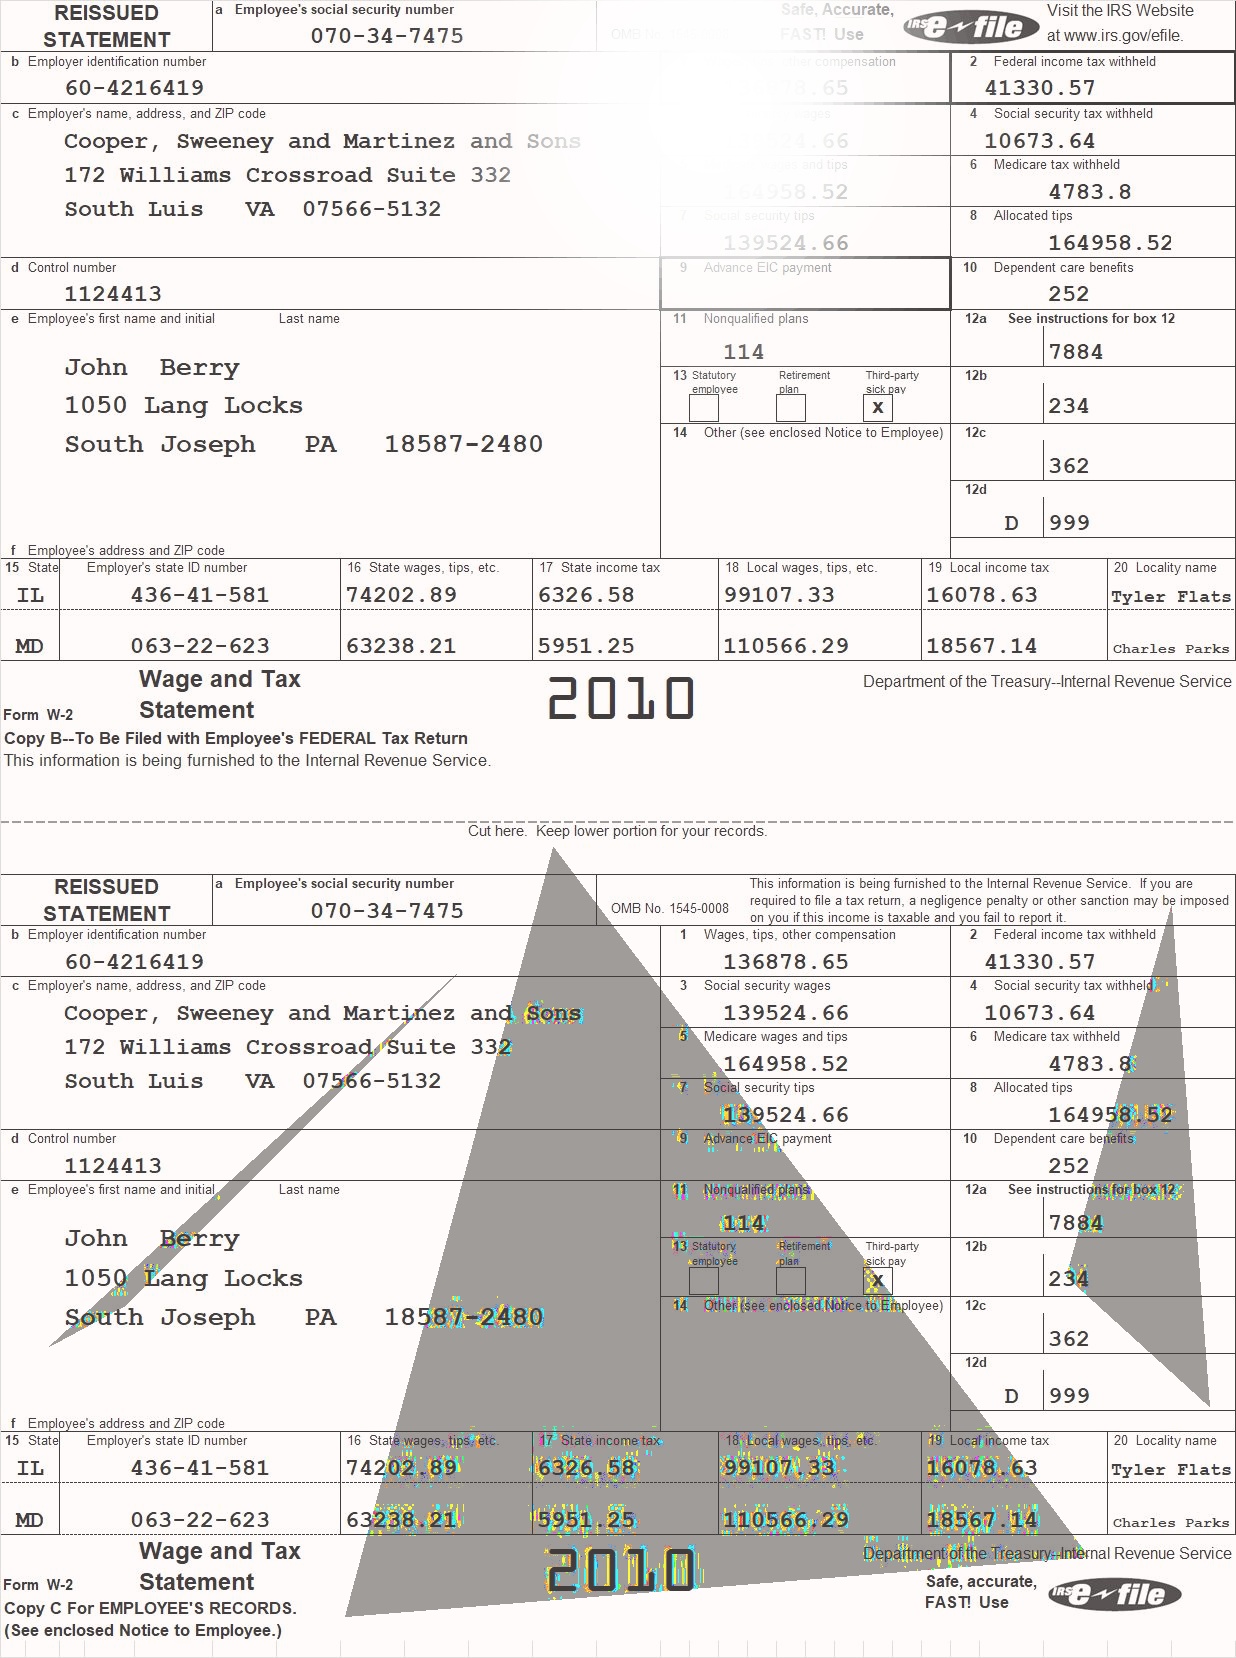 REISSUED
STATEMENT
a Employee's social security number
070-34-7475
Safe, Accurate,
FAST! Use
IRS e-file
Visit the IRS Website
at www.irs.gov/efile.
b Employer identification number
60-4216419
compensation
78.65
2 Federal income tax withheld
41330.57
c Employer's name, address, and ZIP code
Cooper, Sweeney and Martinez and Sons
172 Williams Crossroad Suite 332
South Luis VA 07566-5132
24.66
4 Social security tax withheld
10673.64
and tips
164958.52
6 Medicare tax withheld
4783.8
7 Social security tips
139524.66
8 Allocated tips
164958.52
d Control number
1124413
9 Advance EIC payment
10 Dependent care benefits
252
e Employee's first name and initial Last name
John Berry
1050 Lang Locks
South Joseph PA 18587-2480
11 Nonqualified plans
114
12a See instructions for box 12
7884
13 Statutory employee Retirement plan Third-party sick pay
X
12b
234
14 Other (see enclosed Notice to Employee)
12c
362
12d
D 999
f Employee's address and ZIP code
15 State Employer's state ID number 16 State wages, tips, etc. 17 State income tax 18 Local wages, tips, etc. 19 Local income tax 20 Locality name
IL 436-41-581 74202.89 6326.58 99107.33 16078.63 Tyler Flats
MD 063-22-623 63238.21 5951.25 110566.29 18567.14 Charles Parks
Wage and Tax
Statement
Form W-2
2010
Department of the Treasury--Internal Revenue Service
Copy B--To Be Filed with Employee's FEDERAL Tax Return
This information is being furnished to the Internal Revenue Service.
Cut here. Keep lower portion for your records.
REISSUED
STATEMENT
a Employee's social security number
070-34-7475
OMB No. 1545-0008
This information is being furnished to the Internal Revenue Service. If you are
required to file a tax return, a negligence penalty or other sanction may be imposed
on you if this income is taxable and you fail to report it.
b Employer identification number
60-4216419
1 Wages, tips, other compensation
136878.65
2 Federal income tax withheld
41330.57
c Employer's name, address, and ZIP code
Cooper, Sweeney and Martinez and Sons
172 Williams Crossroad Suite 332
South Luis VA 07566-5132
3 Social security wages
139524.66
4 Social security tax withheld
10673.64
5 Medicare wages and tips
164958.52
6 Medicare tax withheld
4783.8
7 Social security tips
139524.66
8 Allocated tips
164958.52
d Control number
1124413
9 Advance EIC payment
10 Dependent care benefits
252
e Employee's first name and initial Last name
John Berry
1050 Lang Locks
South Joseph PA 18587-2480
11 Nonqualified plans
114
12a See instructions for box 12
7884
13 Statutory employee Retirement plan Third-party sick pay
X
12b
234
14 Other (see enclosed Notice to Employee)
12c
362
12d
D 999
f Employee's address and ZIP code
15 State Employer's state ID number 16 State wages, tips, etc. 17 State income tax 18 Local wages, tips, etc. 19 Local income tax 20 Locality name
IL 436-41-581 74202.89 6326.58 99107.33 16078.63 Tyler Flats
MD 063-22-623 63238.21 5951.25 110566.29 18567.14 Charles Parks
Wage and Tax
Statement
Form W-2
2010
Department of the Treasury--Internal Revenue Service
Safe, accurate,
FAST! Use
IRS e-file
Copy C For EMPLOYEE'S RECORDS.
(See enclosed Notice to Employee.)